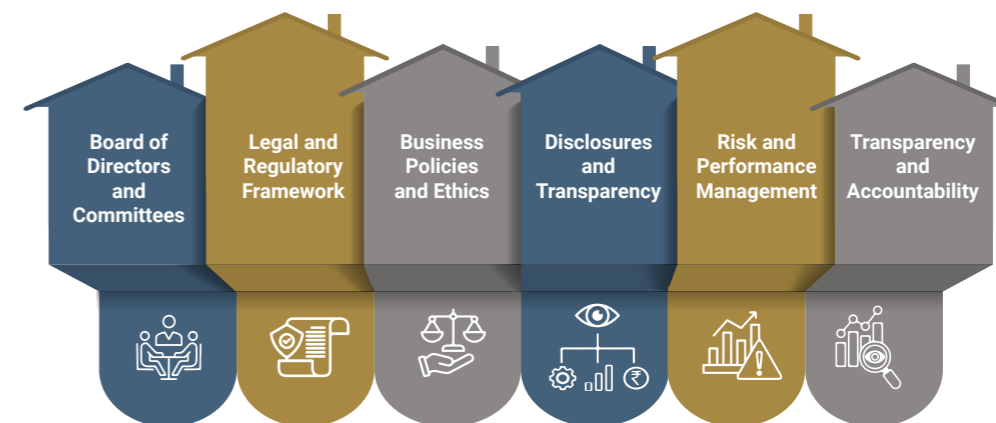 Board of
Directors
and
Committees
Legal and
Regulatory
Framework
Business
Policies
and Ethics
Disclosures
and
Transparency
Risk and
Performance
Management
Transparency
and
Accountability
₹